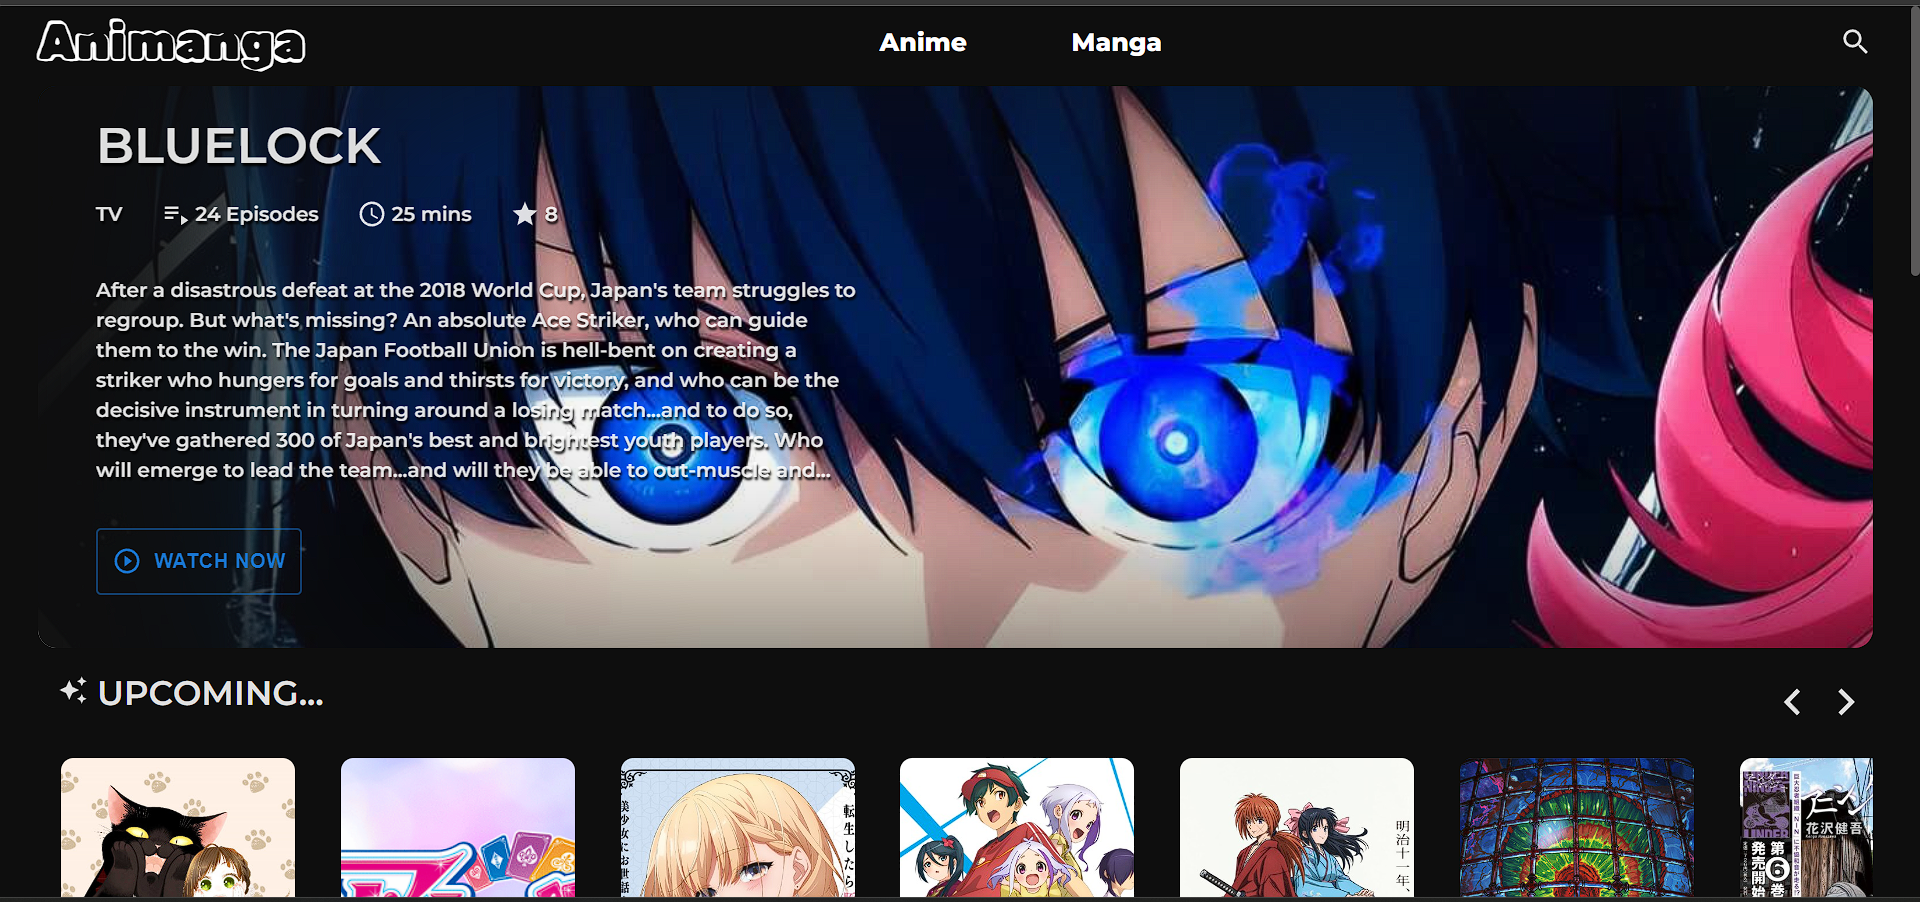 Animanga
Anime
Manga
BLUELOCK
TV
24 Episodes
25 mins
8
After a disastrous defeat at the 2018 World Cup, Japan's team struggles to
regroup. But what's missing? An absolute Ace Striker, who can guide
them to the win. The Japan Football Union is hell-bent on creating a
striker who hungers for goals and thirsts for victory, and who can be the
decisive instrument in turning around a losing match...and to do so,
they've gathered 300 of Japan's best and brightest youth players. Who
will emerge to lead the team...and will they be able to out-muscle and...
WATCH NOW
UPCOMING...
美少女にお世話
転生したら
明治十一年、
UNDER
アニメ
花沢健吾
第6巻
発売開始